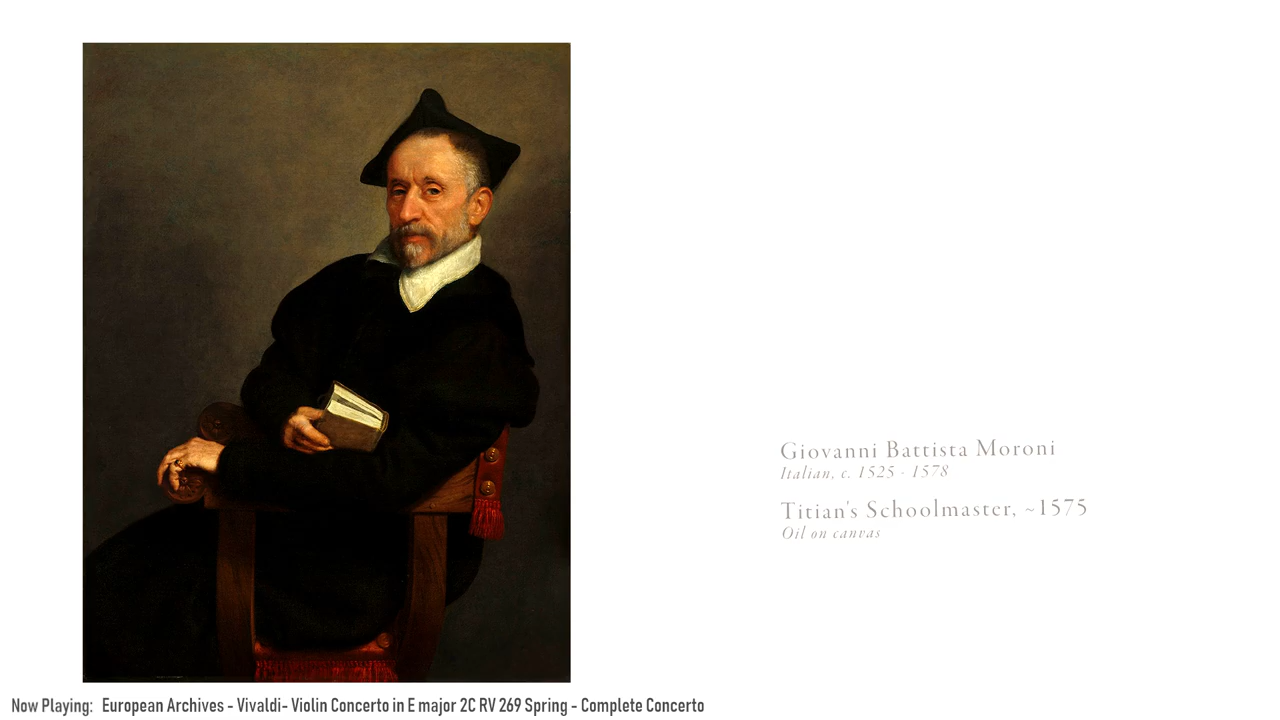 Giovanni Battista Moroni
Italian, c. 1525 - 1578
Titian's Schoolmaster, ~1575
Oil on canvas
Now Playing: European Archives - Vivaldi- Violin Concerto in E major 2C RV 269 Spring - Complete Concerto